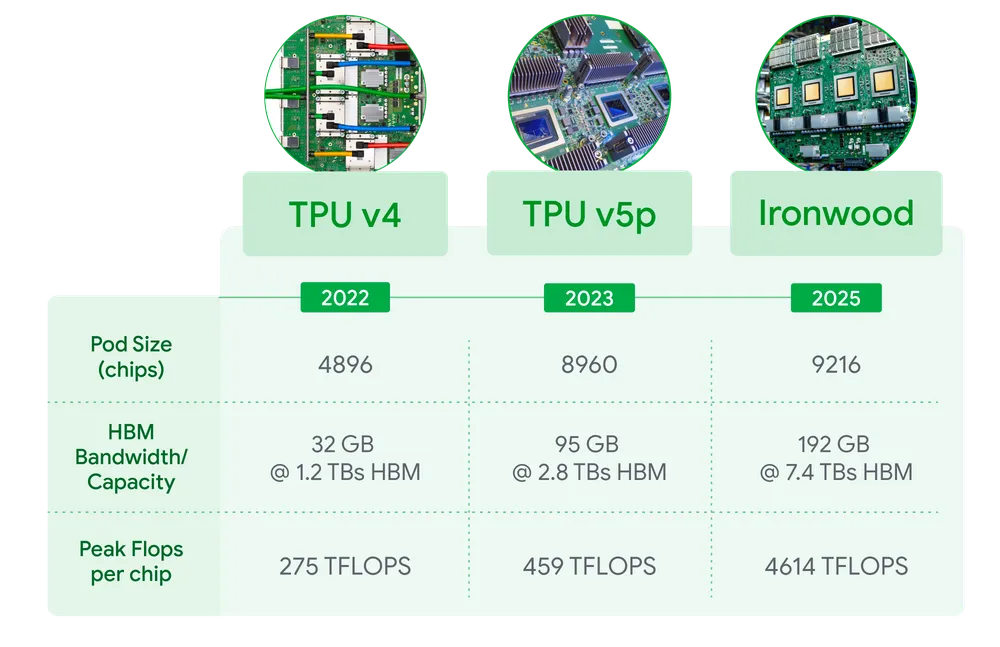 TPU v4
TPU v5p
Ironwood
2022
2023
2025
Pod Size
(chips)
4896
8960
9216
HBM
Bandwidth/
Capacity
32 GB
@ 1.2 TBs HBM
95 GB
@ 2.8 TBs HBM
192 GB
@ 7.4 TBs HBM
Peak Flops
per chip
275 TFLOPS
459 TFLOPS
4614 TFLOPS